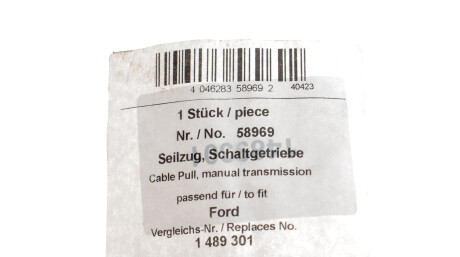 4 046283 58969 2 40423
1 Stück / piece
Nr. / No. 58969
Seilzug, Schaltgetriebe
Cable Pull, manual transmission
passend für / to fit
Ford
Vergleichs-Nr. / Replaces No.
1 489 301